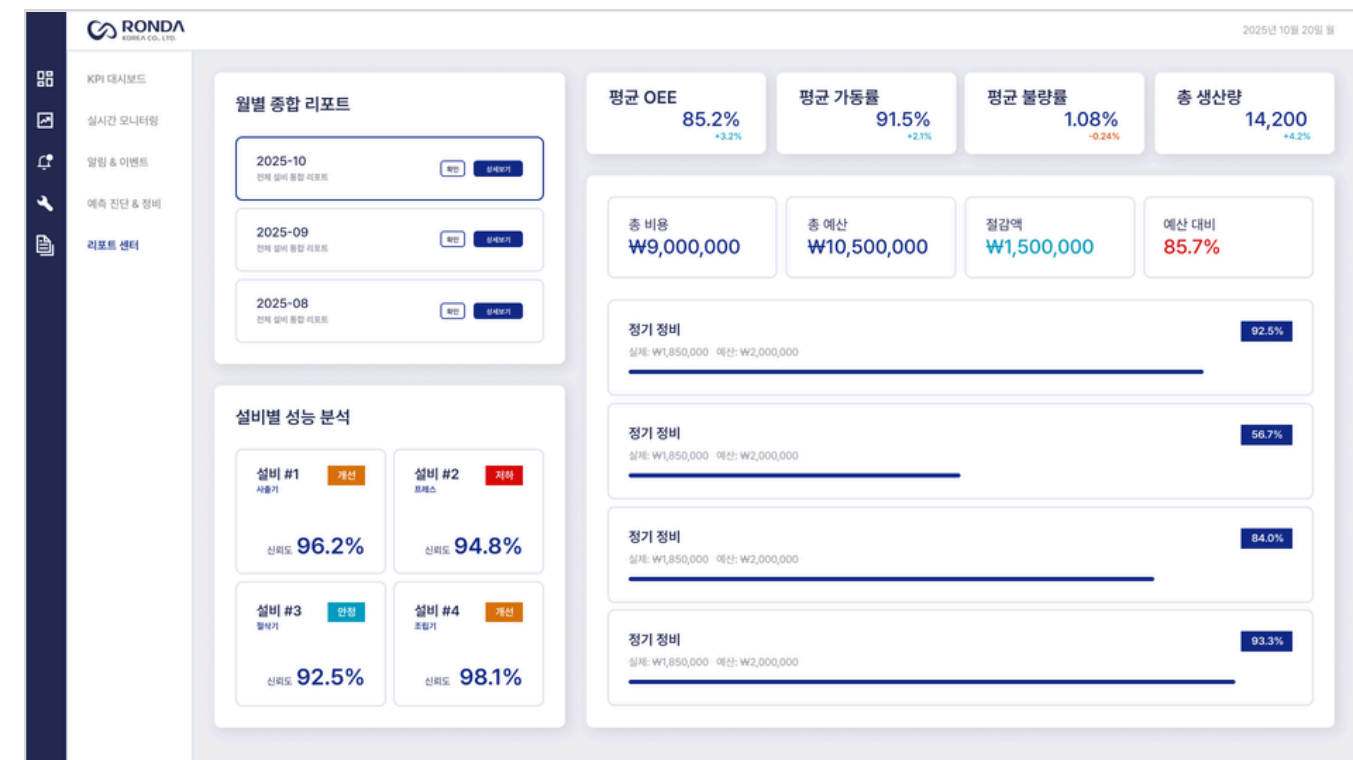 RONDA
KOREA CO., LTD.
2025년 10월 20일 월
KPI 대시보드
실시간 모니터링
알림 & 이벤트
예측 진단 & 정비
리포트 센터
월별 종합 리포트
2025-10
전체 설비 통합 리포트
확인
상세보기
2025-09
전체 설비 통합 리포트
확인
상세보기
2025-08
전체 설비 통합 리포트
확인
상세보기
설비별 성능 분석
설비 #1
개선
사출기
신뢰도 96.2%
설비 #2
저하
프레스
신뢰도 94.8%
설비 #3
안정
절삭기
신뢰도 92.5%
설비 #4
개선
조립기
신뢰도 98.1%
평균 OEE
85.2%
+3.2%
평균 가동률
91.5%
+2.1%
평균 불량률
1.08%
-0.24%
총 생산량
14,200
+4.2%
총 비용
₩9,000,000
총 예산
₩10,500,000
절감액
₩1,500,000
예산 대비
85.7%
정기 정비
92.5%
실제: ₩1,850,000 예산: ₩2,000,000
정기 정비
56.7%
실제: ₩1,850,000 예산: ₩2,000,000
정기 정비
84.0%
실제: ₩1,850,000 예산: ₩2,000,000
정기 정비
93.3%
실제: ₩1,850,000 예산: ₩2,000,000